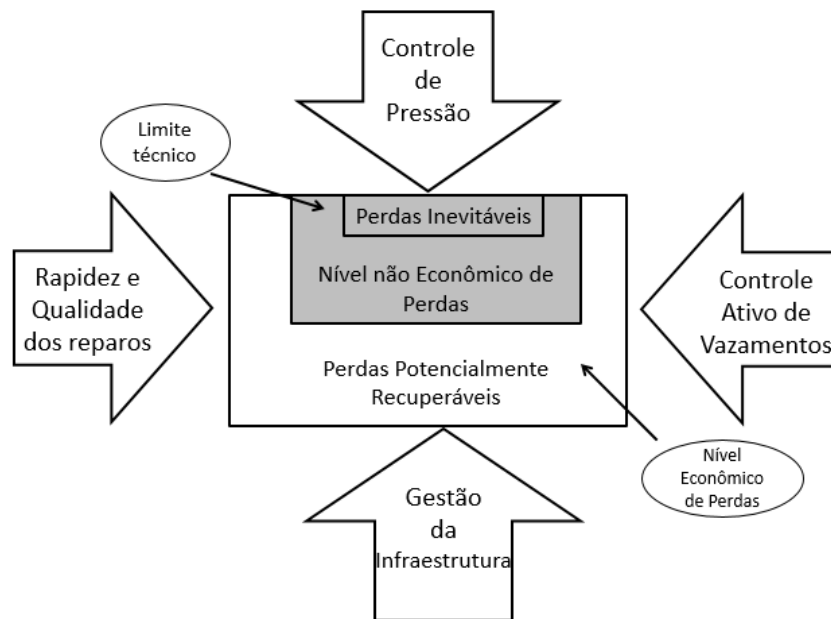 Controle
de
Pressão
Limite
técnico
Perdas Inevitáveis
Nível não Econômico de
Perdas
Rapidez e
Qualidade
dos reparos
Controle
Ativo de
Vazamentos
Perdas Potencialmente
Recuperáveis
Nível
Econômico
de Perdas
Gestão
da
Infraestrutura